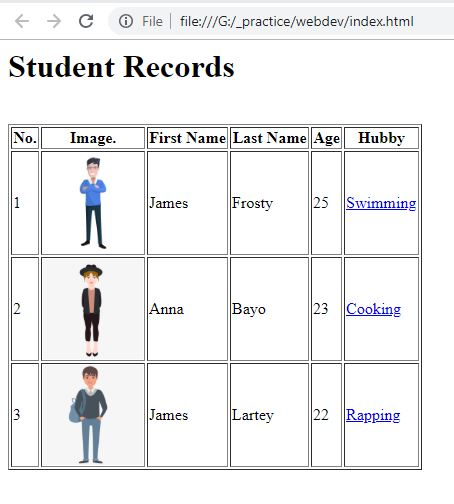 File file:///G:/_practice/webdev/index.html
Student Records
No. Image. First Name Last Name Age Hubby
1 James Frosty 25 Swimming
2 Anna Bayo 23 Cooking
3 James Lartey 22 Rapping